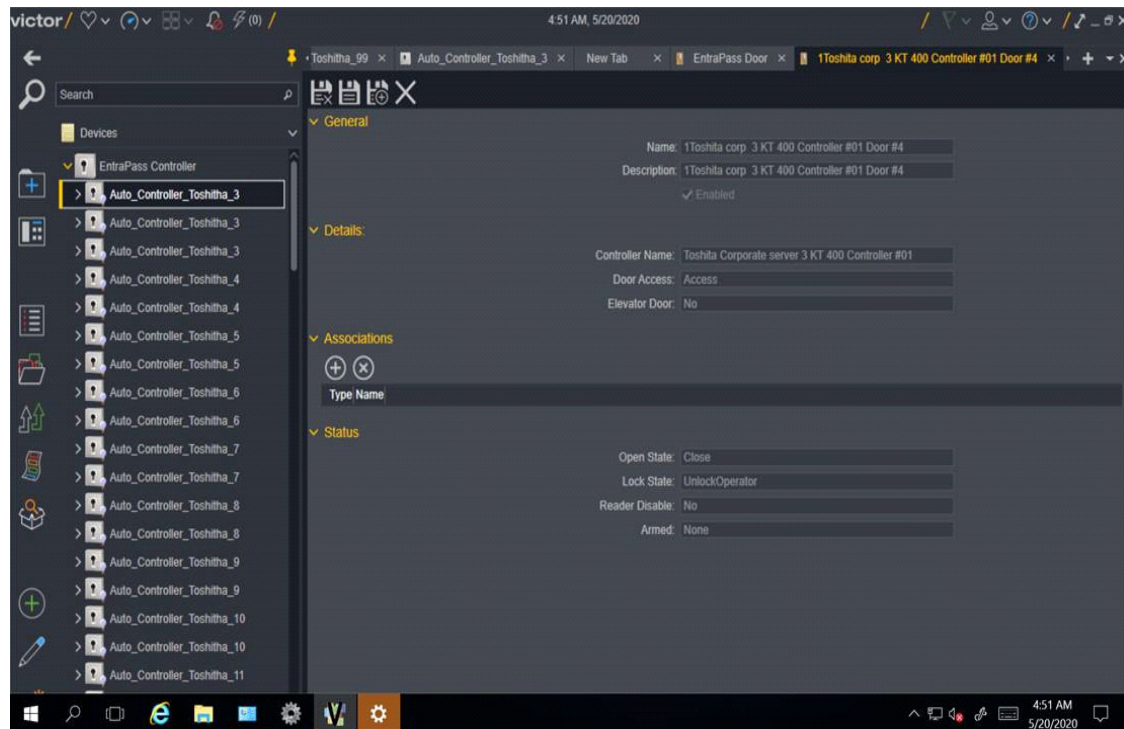 victor (0) 4:51 AM, 5/20/2020
Toshitha_99 Auto_Controller_Toshitha_3 New Tab EntraPass Door 1Toshita corp 3 KT 400 Controller #01 Door #4
Search
Devices
EntraPass Controller
Auto_Controller_Toshitha_3
Auto_Controller_Toshitha_3
Auto_Controller_Toshitha_3
Auto_Controller_Toshitha_4
Auto_Controller_Toshitha_4
Auto_Controller_Toshitha_5
Auto_Controller_Toshitha_5
Auto_Controller_Toshitha_6
Auto_Controller_Toshitha_6
Auto_Controller_Toshitha_7
Auto_Controller_Toshitha_7
Auto_Controller_Toshitha_8
Auto_Controller_Toshitha_8
Auto_Controller_Toshitha_9
Auto_Controller_Toshitha_9
Auto_Controller_Toshitha_10
Auto_Controller_Toshitha_10
Auto_Controller_Toshitha_11
General
Name: 1Toshita corp 3 KT 400 Controller #01 Door #4
Description: 1Toshita corp 3 KT 400 Controller #01 Door #4
Enabled
Details:
Controller Name: Toshita Corporate server 3 KT 400 Controller #01
Door Access: Access
Elevator Door: No
Associations
Type Name
Status
Open State: Close
Lock State: UnlockOperator
Reader Disable: No
Armed: None
4:51 AM
5/20/2020